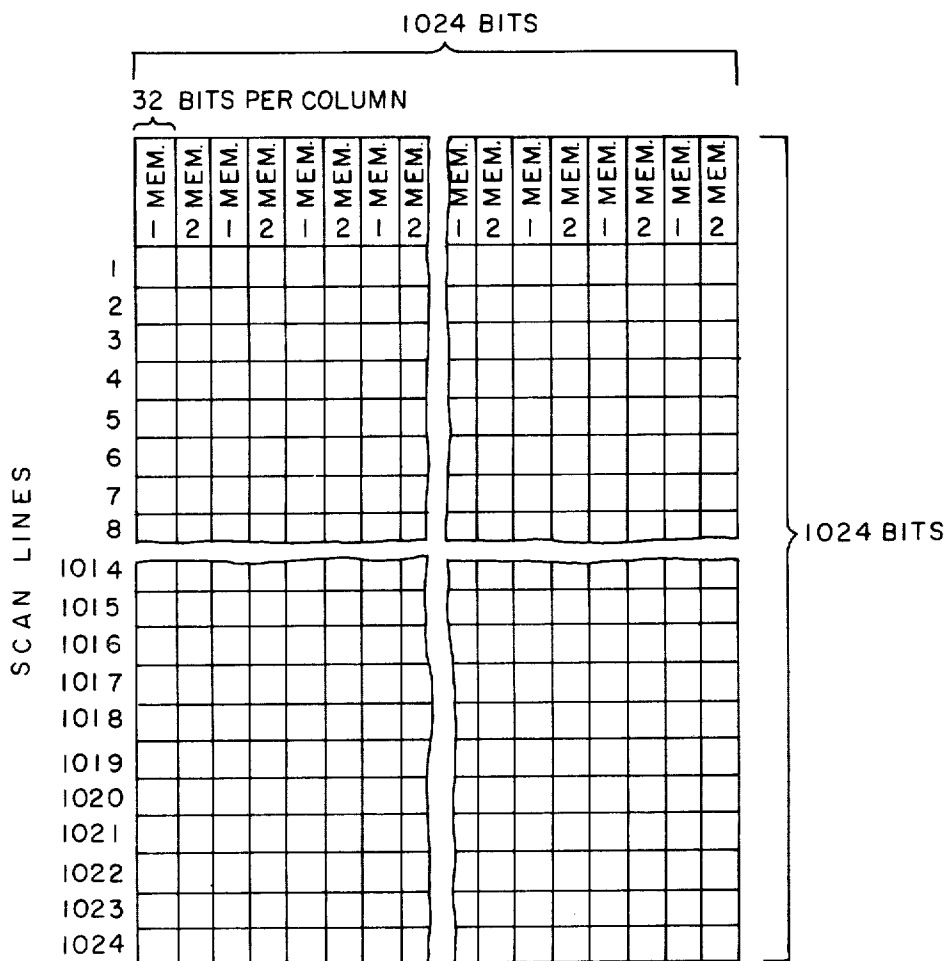 1024 BITS
32 BITS PER COLUMN
1 MEM.
2 MEM.
1 MEM.
2 MEM.
1 MEM.
2 MEM.
1 MEM.
2 MEM.
1 MEM.
2 MEM.
1 MEM.
2 MEM.
1 MEM.
2 MEM.
1 MEM.
2 MEM.
1
2
3
4
5
6
7
8
1014
1015
1016
1017
1018
1019
1020
1021
1022
1023
1024
SCAN LINES
1024 BITS